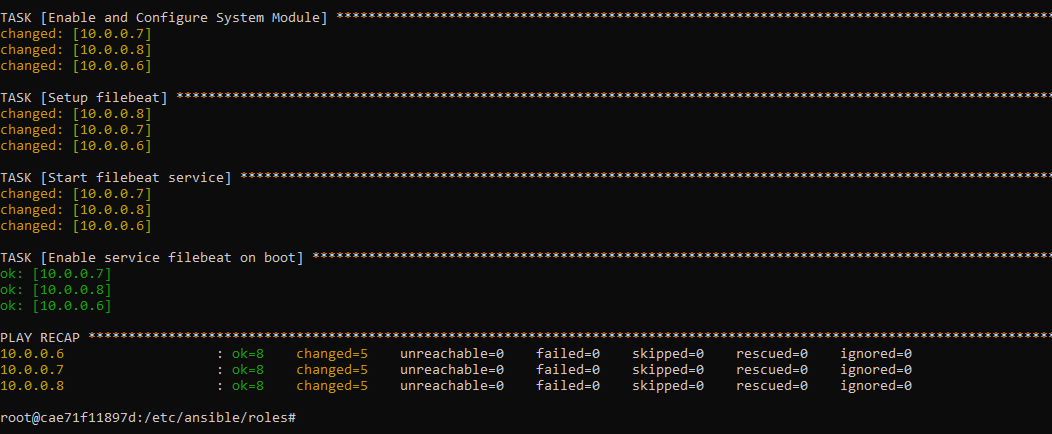 TASK [Enable and Configure System Module] ******************************************************************************************
changed: [10.0.0.7]
changed: [10.0.0.8]
changed: [10.0.0.6]
TASK [Setup filebeat] **************************************************************************************************************
changed: [10.0.0.8]
changed: [10.0.0.7]
changed: [10.0.0.6]
TASK [Start filebeat service] ******************************************************************************************************
changed: [10.0.0.7]
changed: [10.0.0.8]
changed: [10.0.0.6]
TASK [Enable service filebeat on boot] *********************************************************************************************
ok: [10.0.0.7]
ok: [10.0.0.8]
ok: [10.0.0.6]
PLAY RECAP *************************************************************************************************************************
10.0.0.6                   : ok=8    changed=5    unreachable=0    failed=0    skipped=0    rescued=0    ignored=0
10.0.0.7                   : ok=8    changed=5    unreachable=0    failed=0    skipped=0    rescued=0    ignored=0
10.0.0.8                   : ok=8    changed=5    unreachable=0    failed=0    skipped=0    rescued=0    ignored=0
root@cae71f11897d:/etc/ansible/roles#